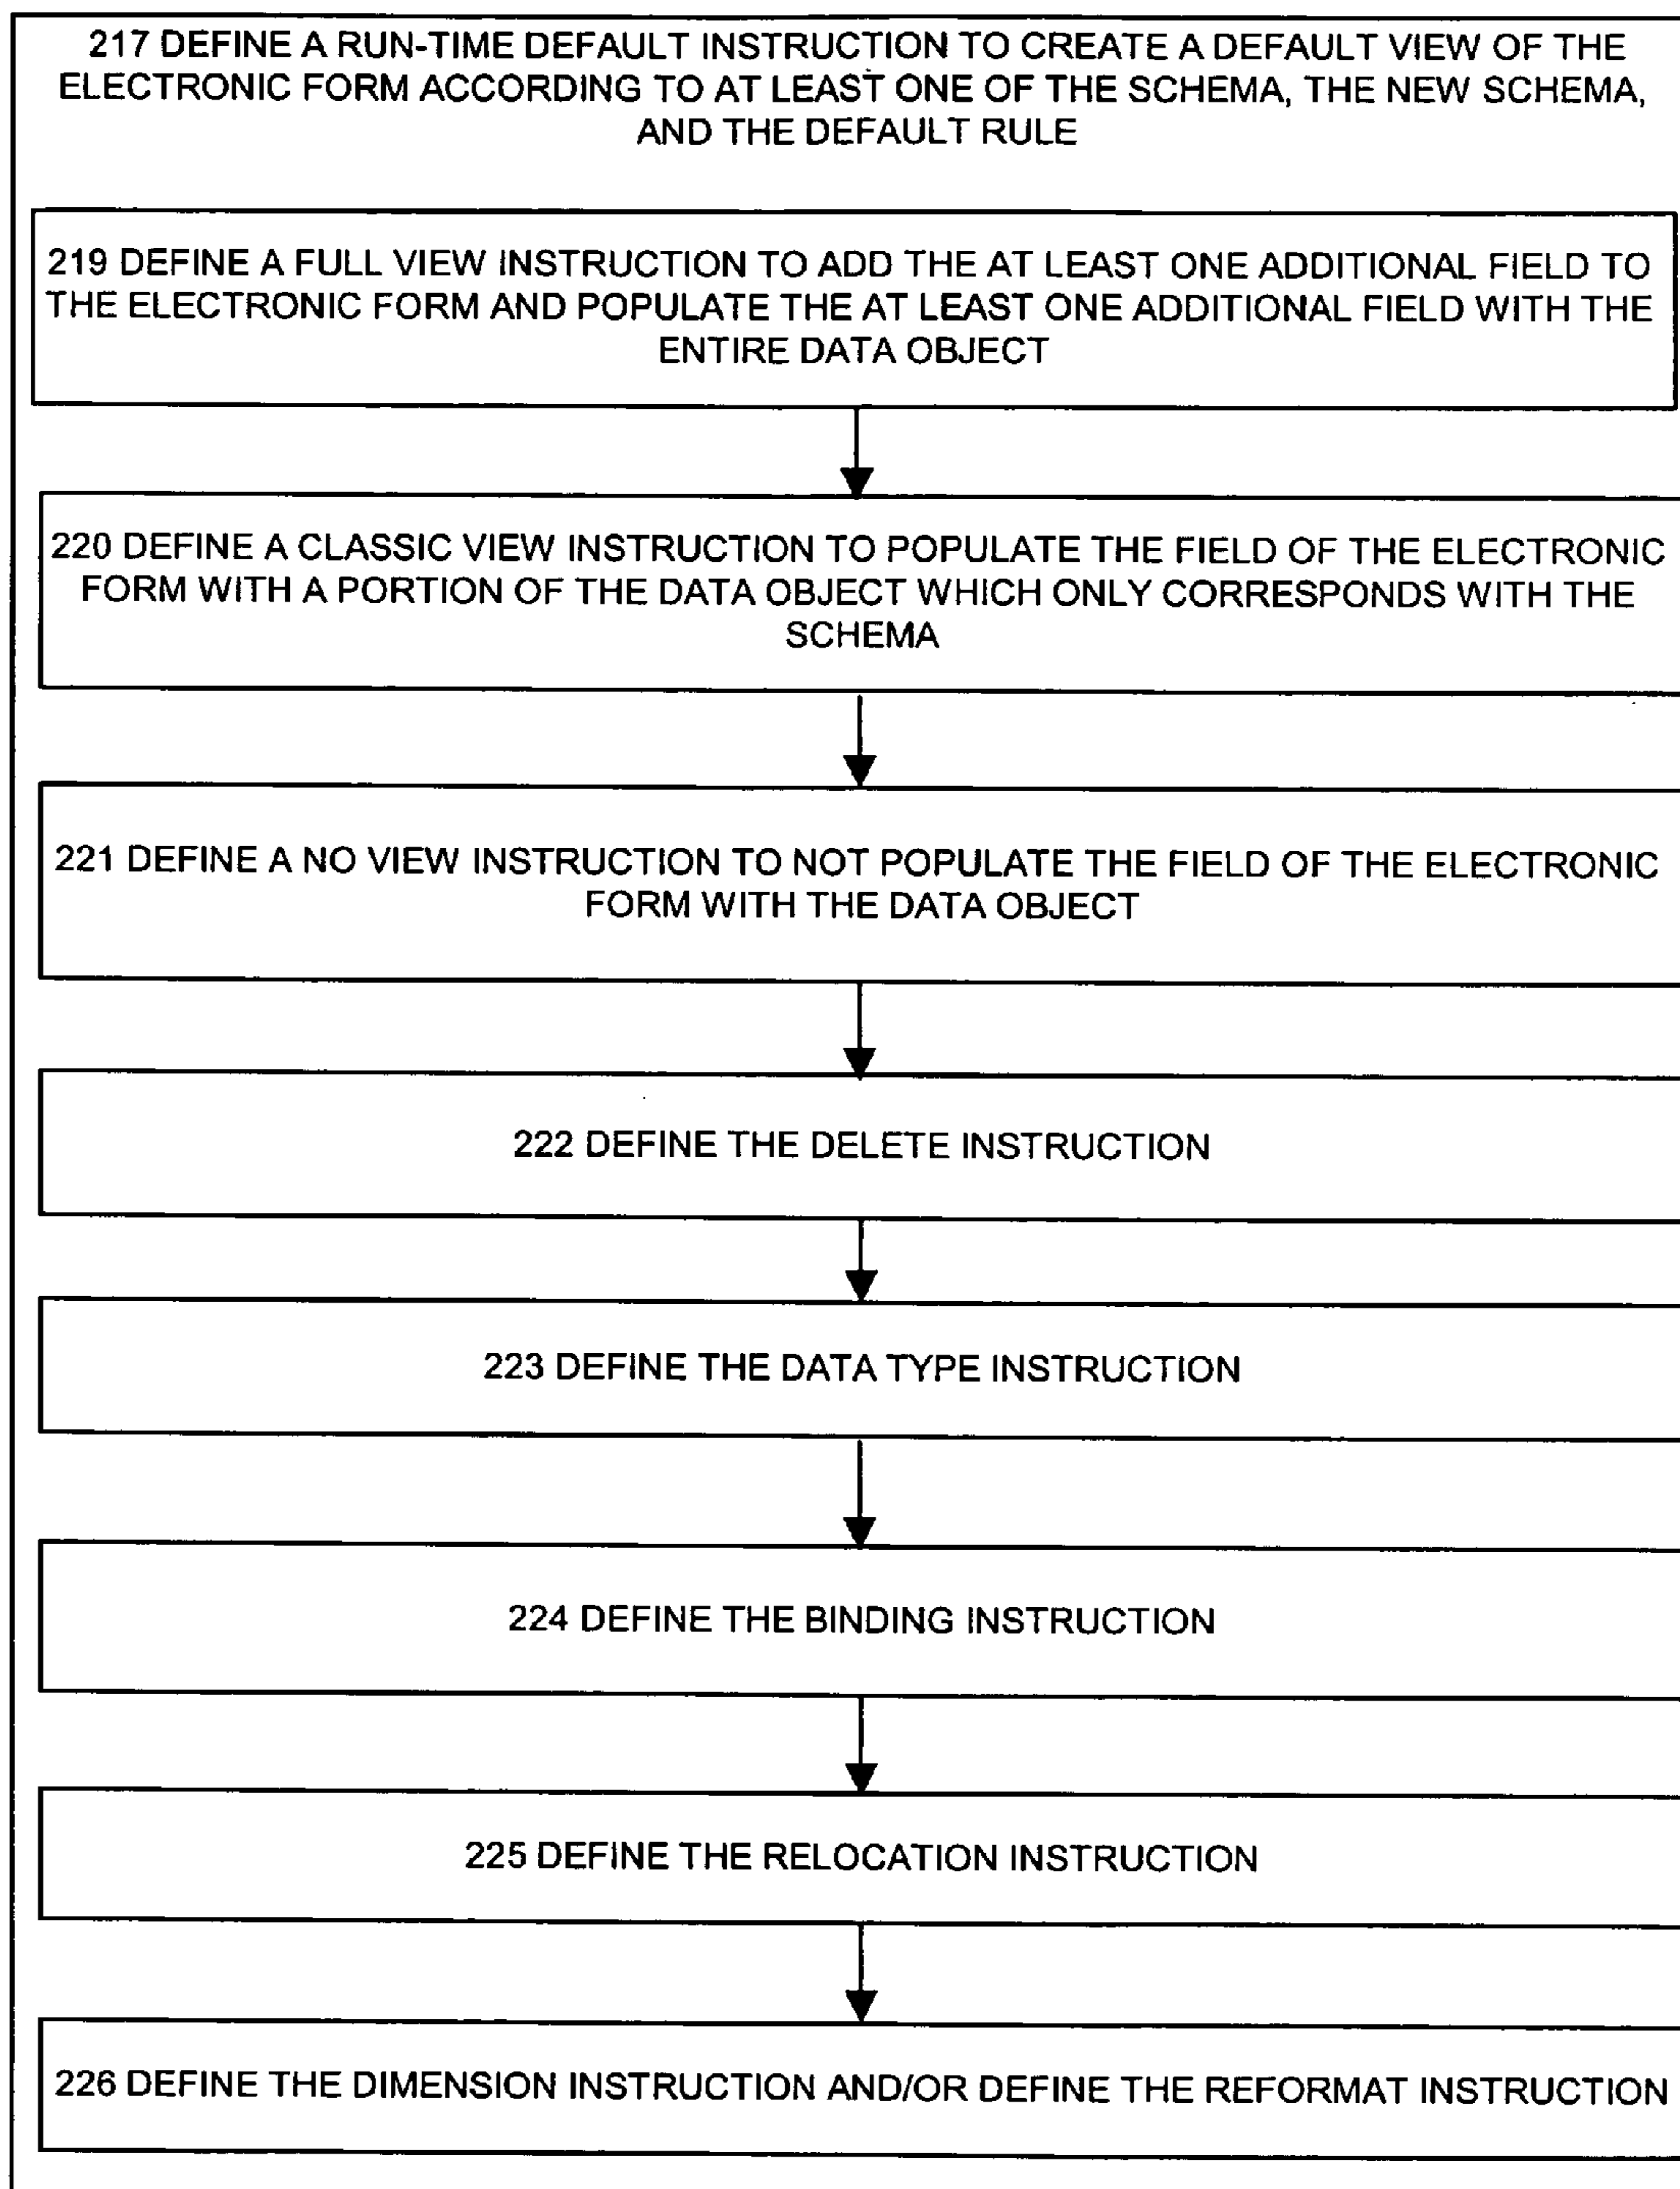 217 DEFINE A RUN-TIME DEFAULT INSTRUCTION TO CREATE A DEFAULT VIEW OF THE
ELECTRONIC FORM ACCORDING TO AT LEAST ONE OF THE SCHEMA, THE NEW SCHEMA,
AND THE DEFAULT RULE
219 DEFINE A FULL VIEW INSTRUCTION TO ADD THE AT LEAST ONE ADDITIONAL FIELD TO
THE ELECTRONIC FORM AND POPULATE THE AT LEAST ONE ADDITIONAL FIELD WITH THE
ENTIRE DATA OBJECT
220 DEFINE A CLASSIC VIEW INSTRUCTION TO POPULATE THE FIELD OF THE ELECTRONIC
FORM WITH A PORTION OF THE DATA OBJECT WHICH ONLY CORRESPONDS WITH THE
SCHEMA
221 DEFINE A NO VIEW INSTRUCTION TO NOT POPULATE THE FIELD OF THE ELECTRONIC
FORM WITH THE DATA OBJECT
222 DEFINE THE DELETE INSTRUCTION
223 DEFINE THE DATA TYPE INSTRUCTION
224 DEFINE THE BINDING INSTRUCTION
225 DEFINE THE RELOCATION INSTRUCTION
226 DEFINE THE DIMENSION INSTRUCTION AND/OR DEFINE THE REFORMAT INSTRUCTION